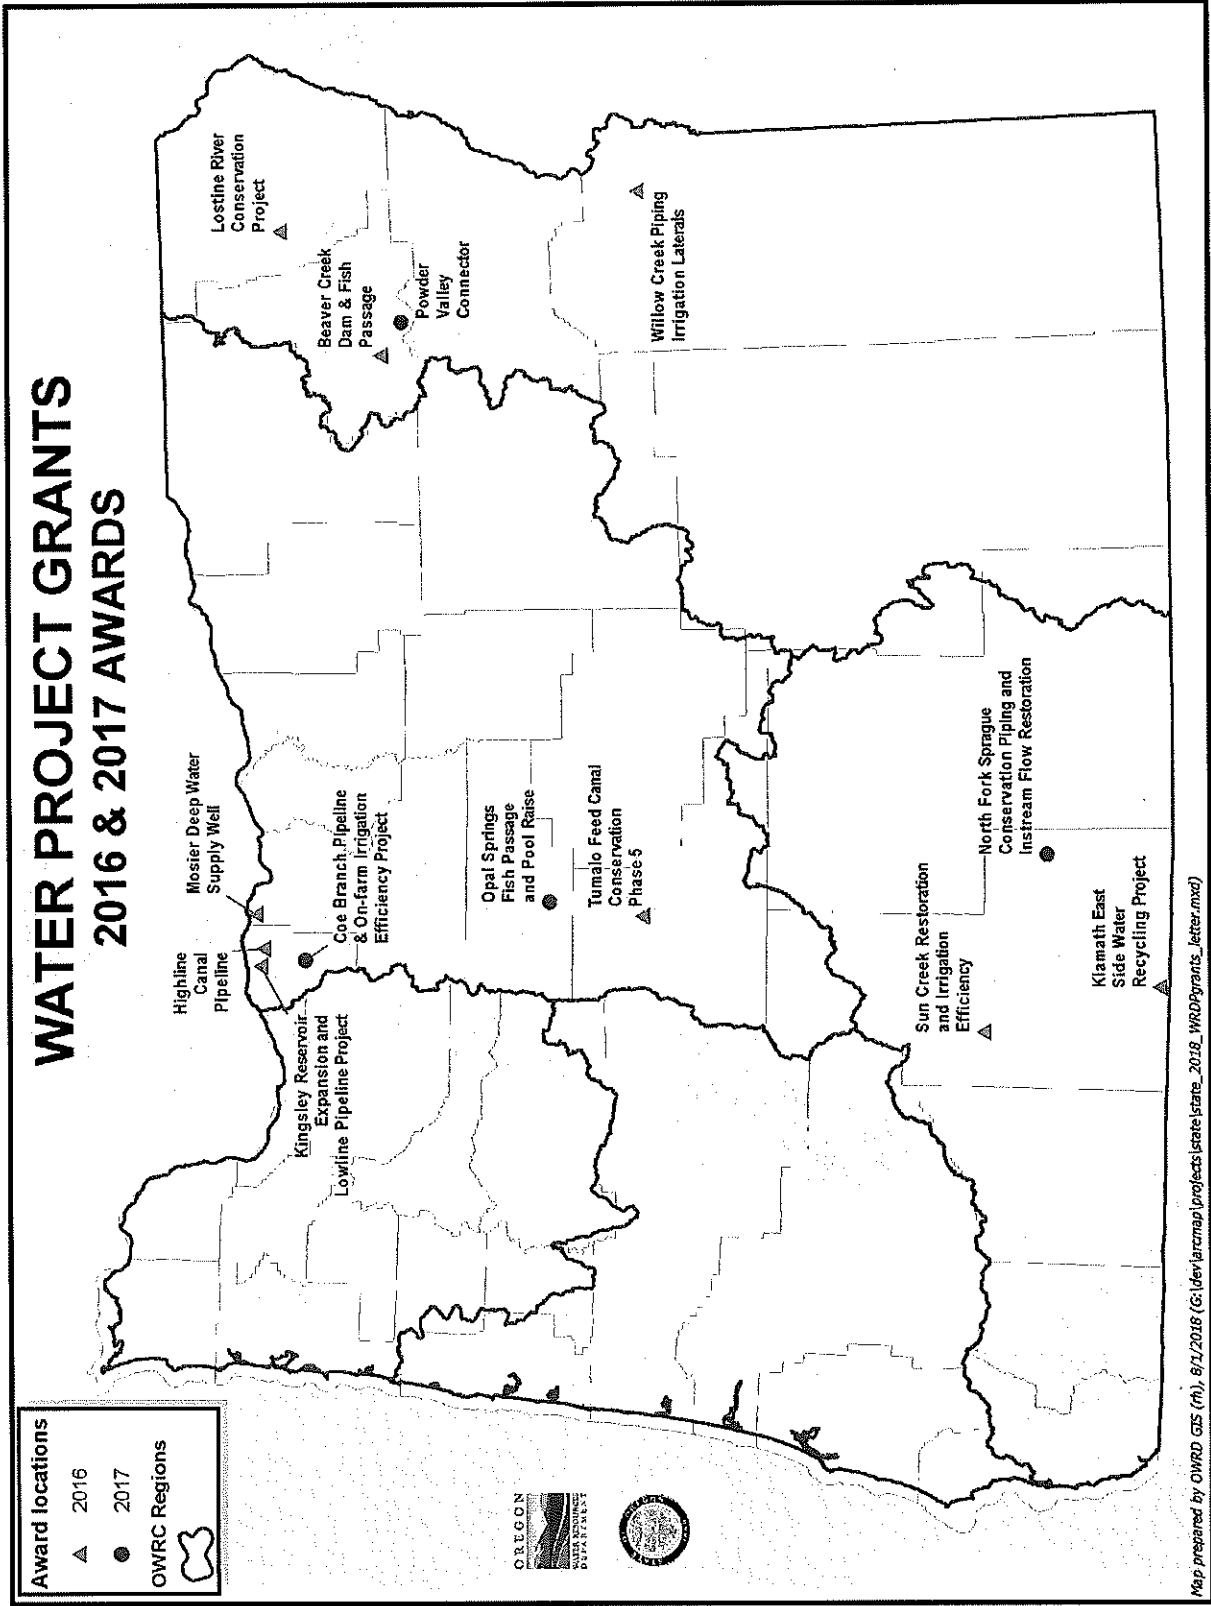 WATER PROJECT GRANTS
2016 & 2017 AWARDS
Award locations
2016
2017
OWRC Regions
OREGON
WATER RESOURCES
DEPARTMENT
Highline
Canal
Pipeline
Mosier Deep Water
Supply Well
Kingsley Reservoir
Expansion and
Lowline Pipeline Project
Coe Branch Pipeline
& On-farm Irrigation
Efficiency Project
Opal Springs
Fish Passage
and Pool Raise
Tumalo Feed Canal
Conservation
Phase 5
Lostine River
Conservation
Project
Beaver Creek
Dam & Fish
Passage
Powder
Valley
Connector
Willow Creek Piping
Irrigation Laterals
Sun Creek Restoration
and Irrigation
Efficiency
North Fork Sprague
Conservation Piping and
Instream Flow Restoration
Klamath East
Side Water
Recycling Project
Map prepared by OWRD GIS (rh), 8/1/2018 (G:\dev\arcmap\projects\state\state_2018_WRDPgrants_letter.mxd)